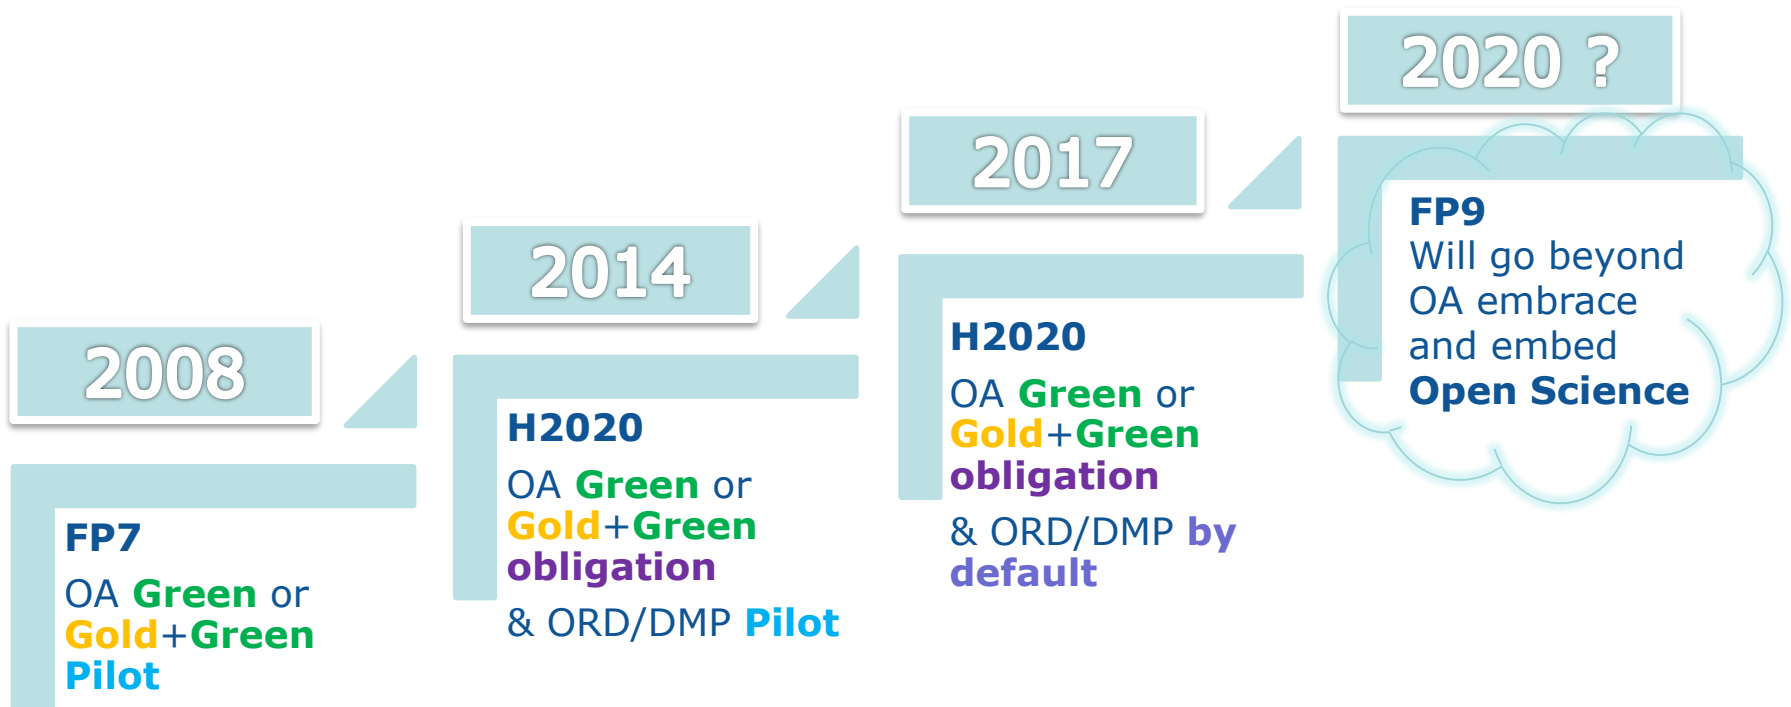 2008
FP7
OA Green or
Gold+Green
Pilot
2014
H2020
OA Green or
Gold+Green
obligation
& ORD/DMP Pilot
2017
H2020
OA Green or
Gold+Green
obligation
& ORD/DMP by
default
2020 ?
FP9
Will go beyond
OA embrace
and embed
Open Science